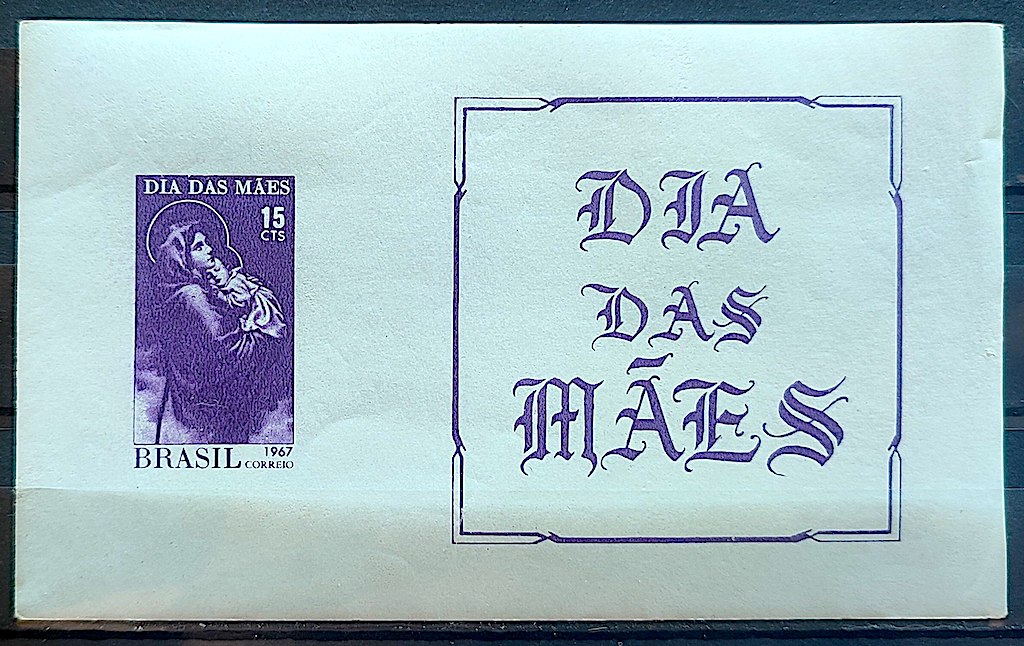 DIA DAS MÃES
15
CTS
BRASIL 1967
CORREIO
DIA
DAS
MÃES